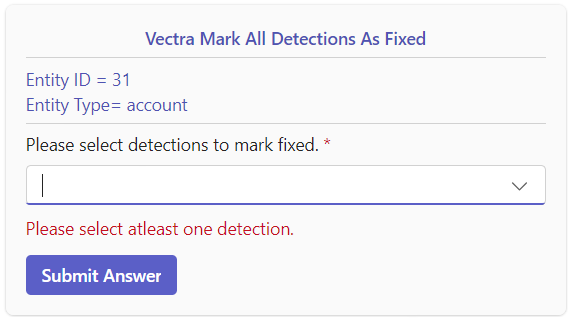 Vectra Mark All Detections As Fixed
Entity ID = 31
Entity Type= account
Please select detections to mark fixed. *
Please select atleast one detection.
Submit Answer